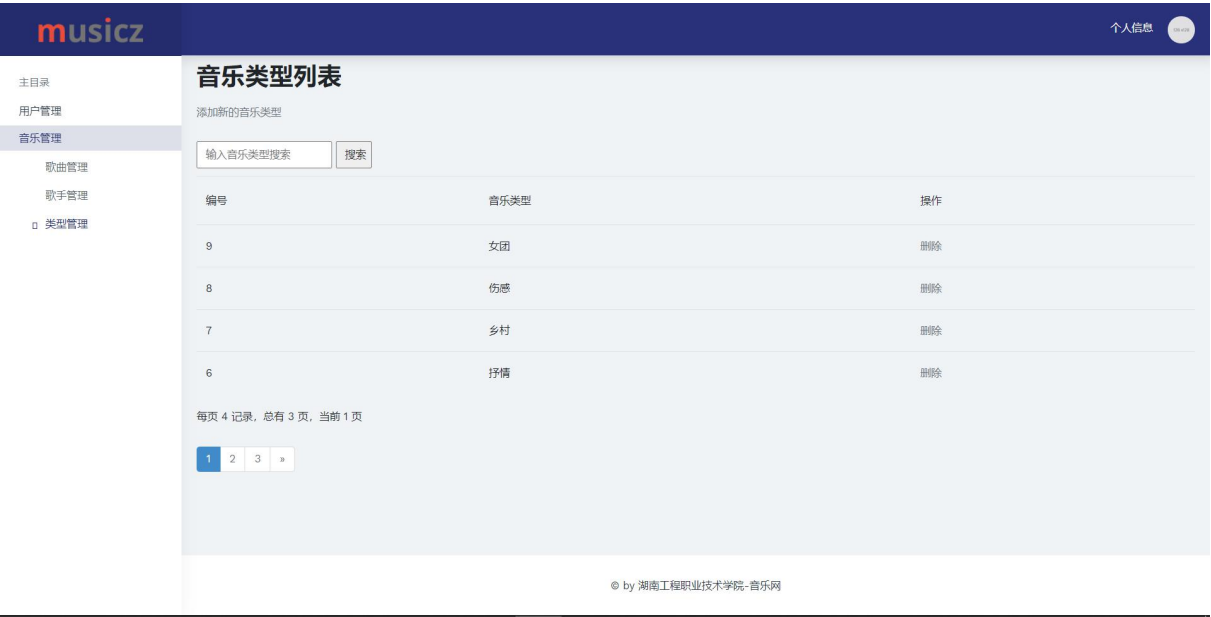 musicz
个人信息
主目录
用户管理
音乐管理
歌曲管理
歌手管理
类型管理
音乐类型列表
添加新的音乐类型
输入音乐类型搜索 搜索
编号 音乐类型 操作
9 女团 删除
8 伤感 删除
7 乡村 删除
6 抒情 删除
每页 4 记录, 总有 3 页, 当前 1 页
1 2 3 »
© by 湖南工程职业技术学院-音乐网